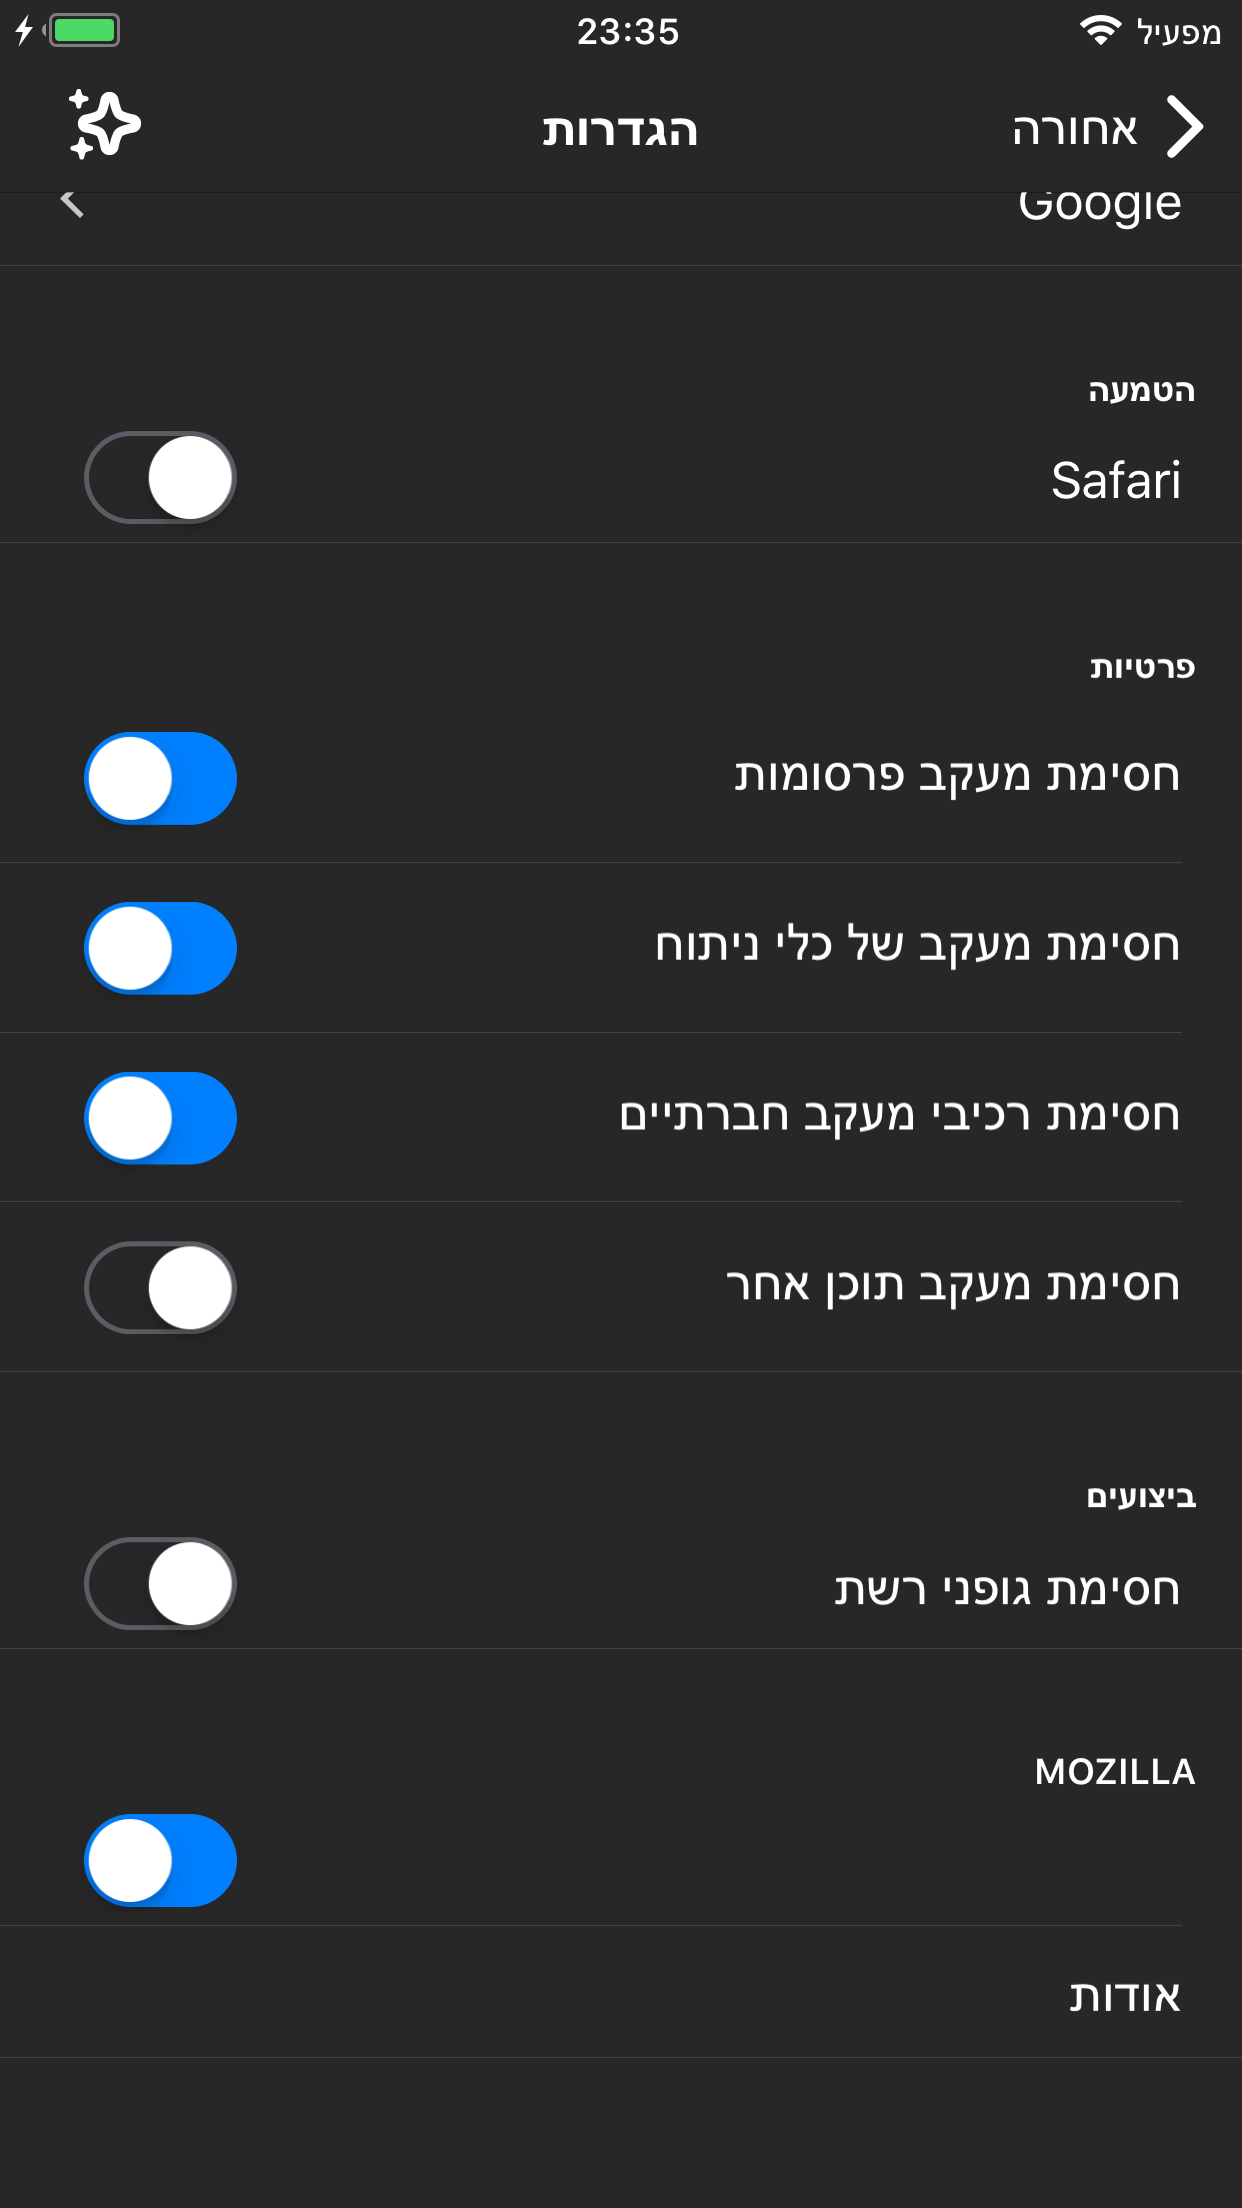 מפעיל 23:35
אחורה הגדרות
Google
הטמעה
Safari
פרטיות
חסימת מעקב פרסומות
חסימת מעקב של כלי ניתוח
חסימת רכיבי מעקב חברתיים
חסימת מעקב תוכן אחר
ביצועים
חסימת גופני רשת
MOZILLA
אודות